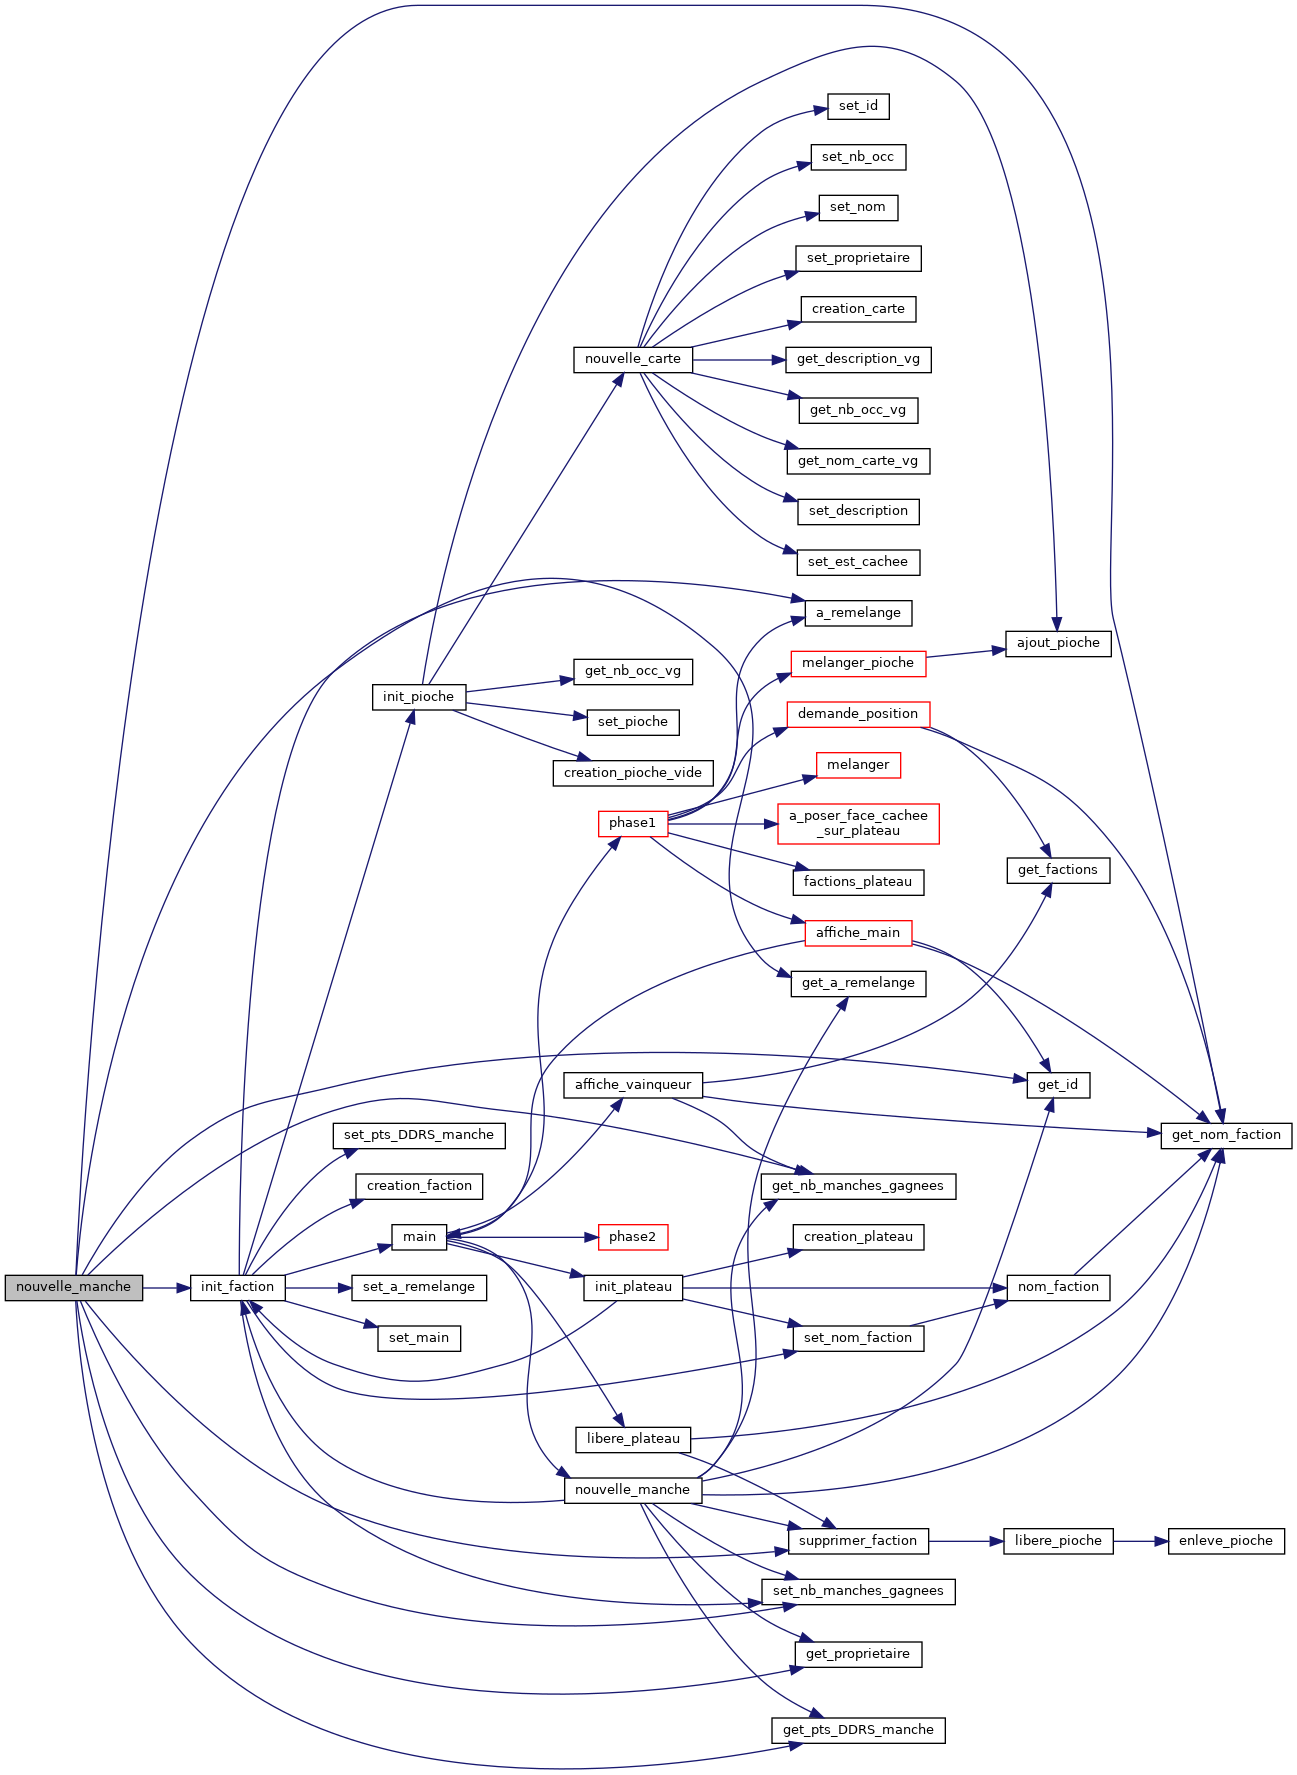 set_id
set_nb_occ
set_nom
set_proprietaire
creation_carte
nouvelle_carte
get_description_vg
get_nb_occ_vg
get_nom_carte_vg
set_description
set_est_cachee
a_remelange
ajout_pioche
melanger_pioche
get_nb_occ_vg
init_pioche
demande_position
set_pioche
melanger
creation_pioche_vide
phase1
a_poser_face_cachee
_sur_plateau
get_factions
factions_plateau
affiche_main
get_a_remelange
affiche_vainqueur
get_id
set_pts_DDRS_manche
get_nom_faction
creation_faction
get_nb_manches_gagnees
main
phase2
creation_plateau
nouvelle_manche
init_faction
set_a_remelange
init_plateau
nom_faction
set_main
set_nom_faction
libere_plateau
nouvelle_manche
supprimer_faction
libere_pioche
enleve_pioche
set_nb_manches_gagnees
get_proprietaire
get_pts_DDRS_manche